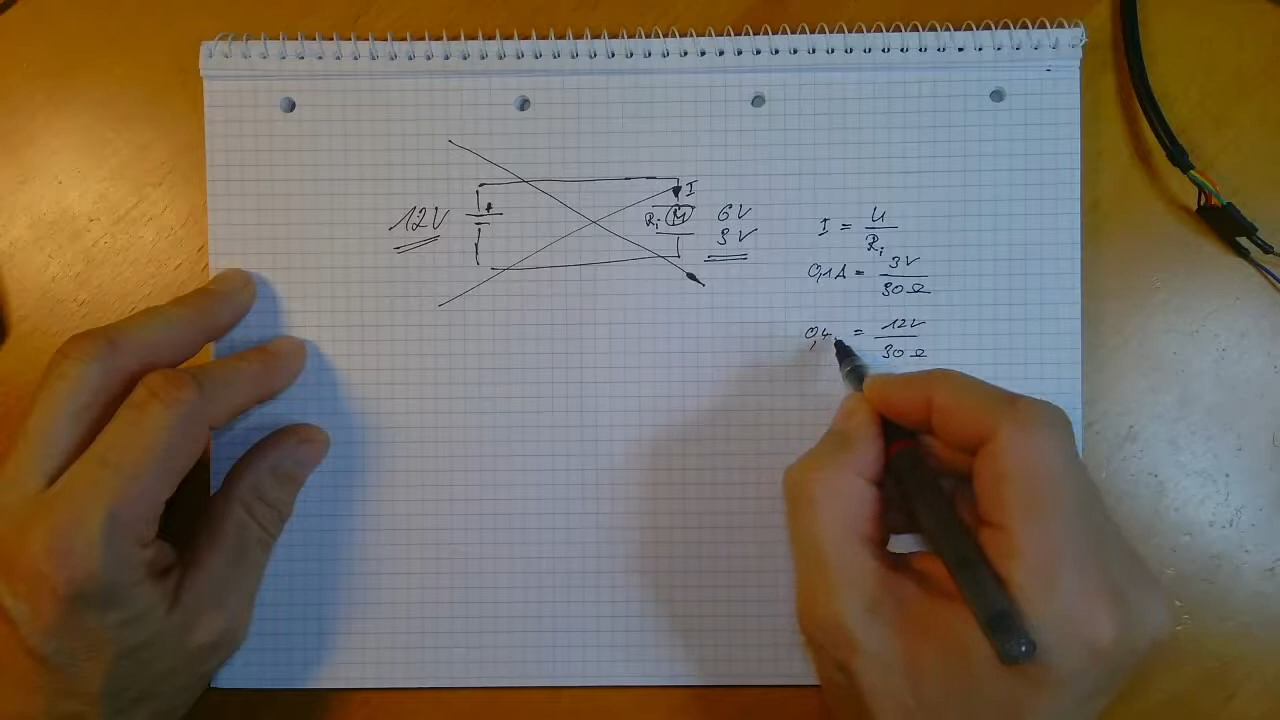 12V
I
Ri M
6V
3V
I = U / Ri
0,1A = 3V / 30Ω
0,4 = 12V / 30Ω